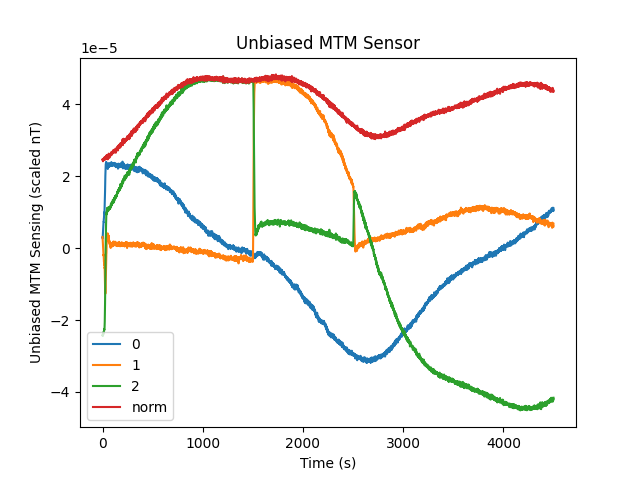 Unbiased MTM Sensor
1e−5
Unbiased MTM Sensing (scaled nT)
4
2
0
−2
−4
0
1
2
norm
0 1000 2000 3000 4000
Time (s)